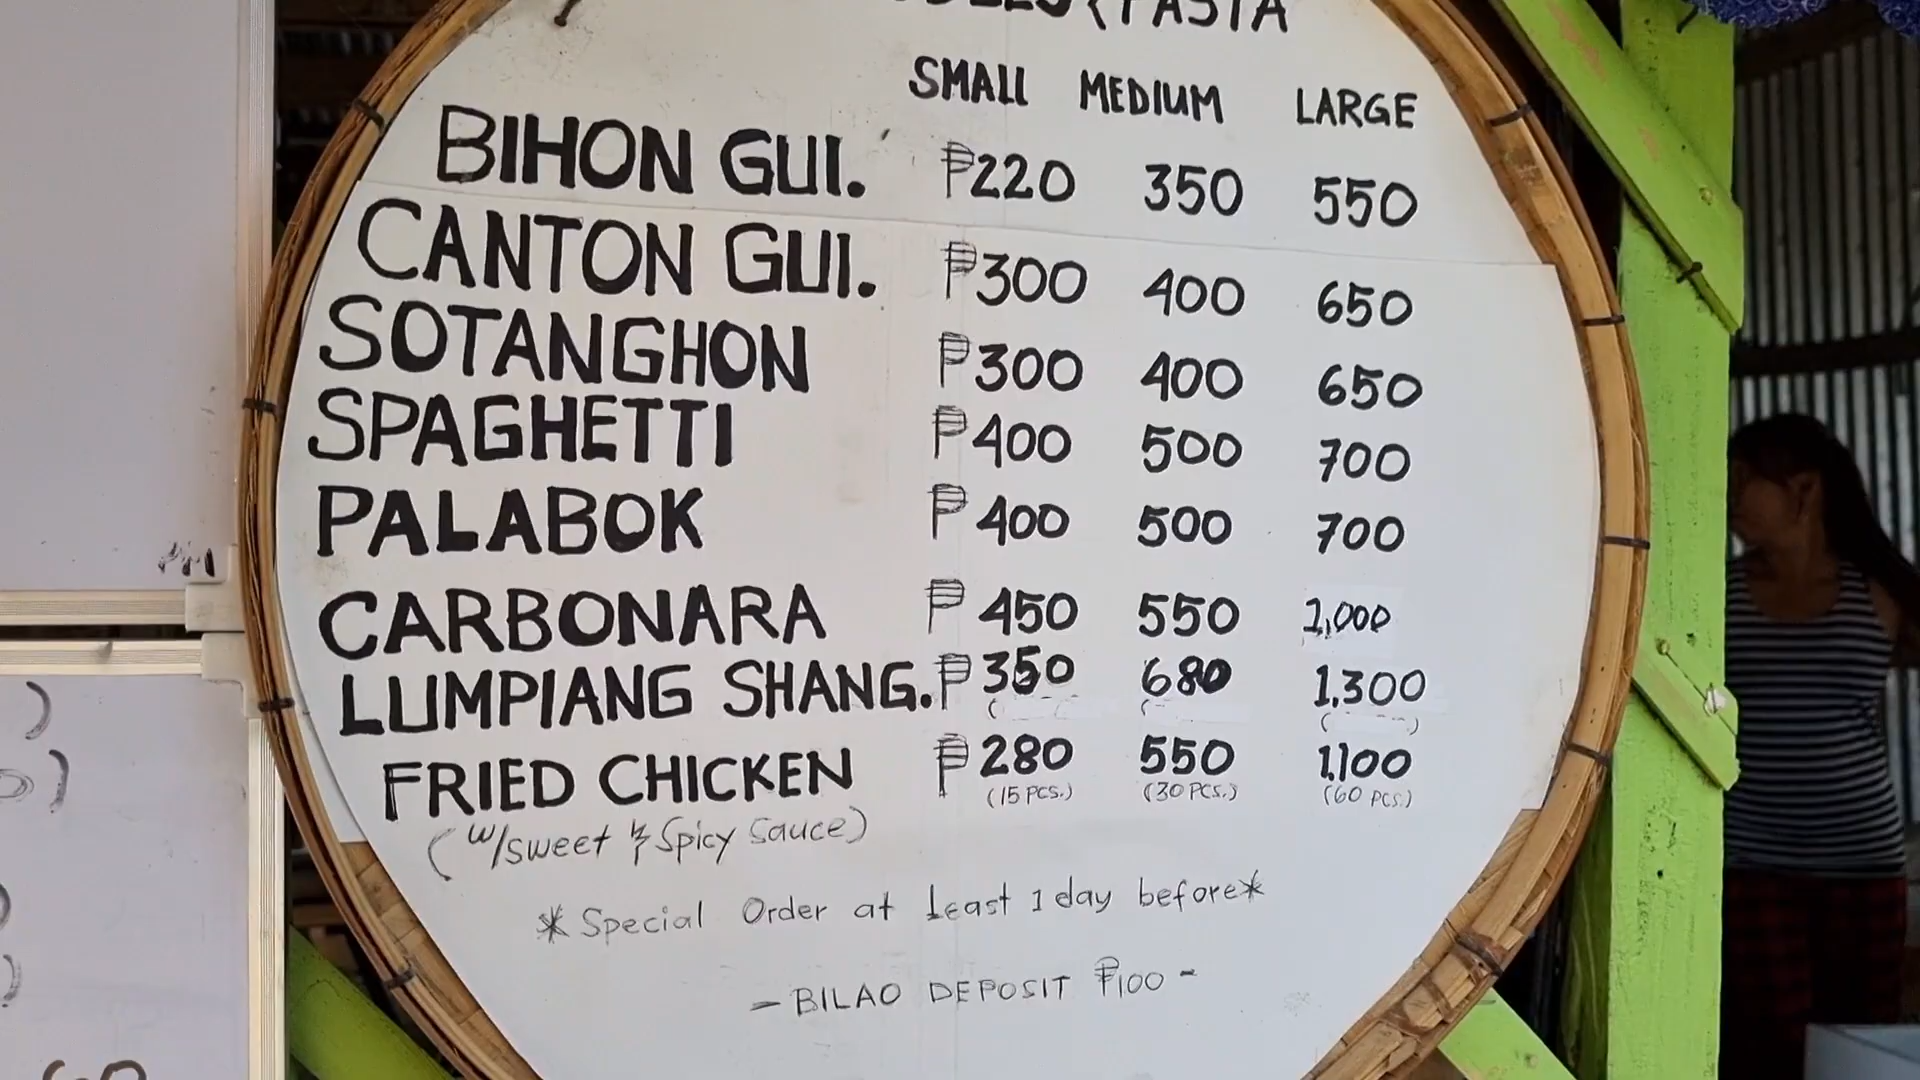 PASTA
SMALL MEDIUM LARGE
BIHON GUI. ₱220 350 550
CANTON GUI. ₱300 400 650
SOTANGHON ₱300 400 650
SPAGHETTI ₱400 500 700
PALABOK ₱400 500 700
CARBONARA ₱450 550 1,000
LUMPIANG SHANG. ₱350 680 1,300
FRIED CHICKEN ₱280 550 1,100
(15 PCS.) (30 PCS.) (60 PCS.)
(w/sweet & Spicy Sauce)
*Special Order at Least 1 day before*
- BILAO DEPOSIT ₱100 -